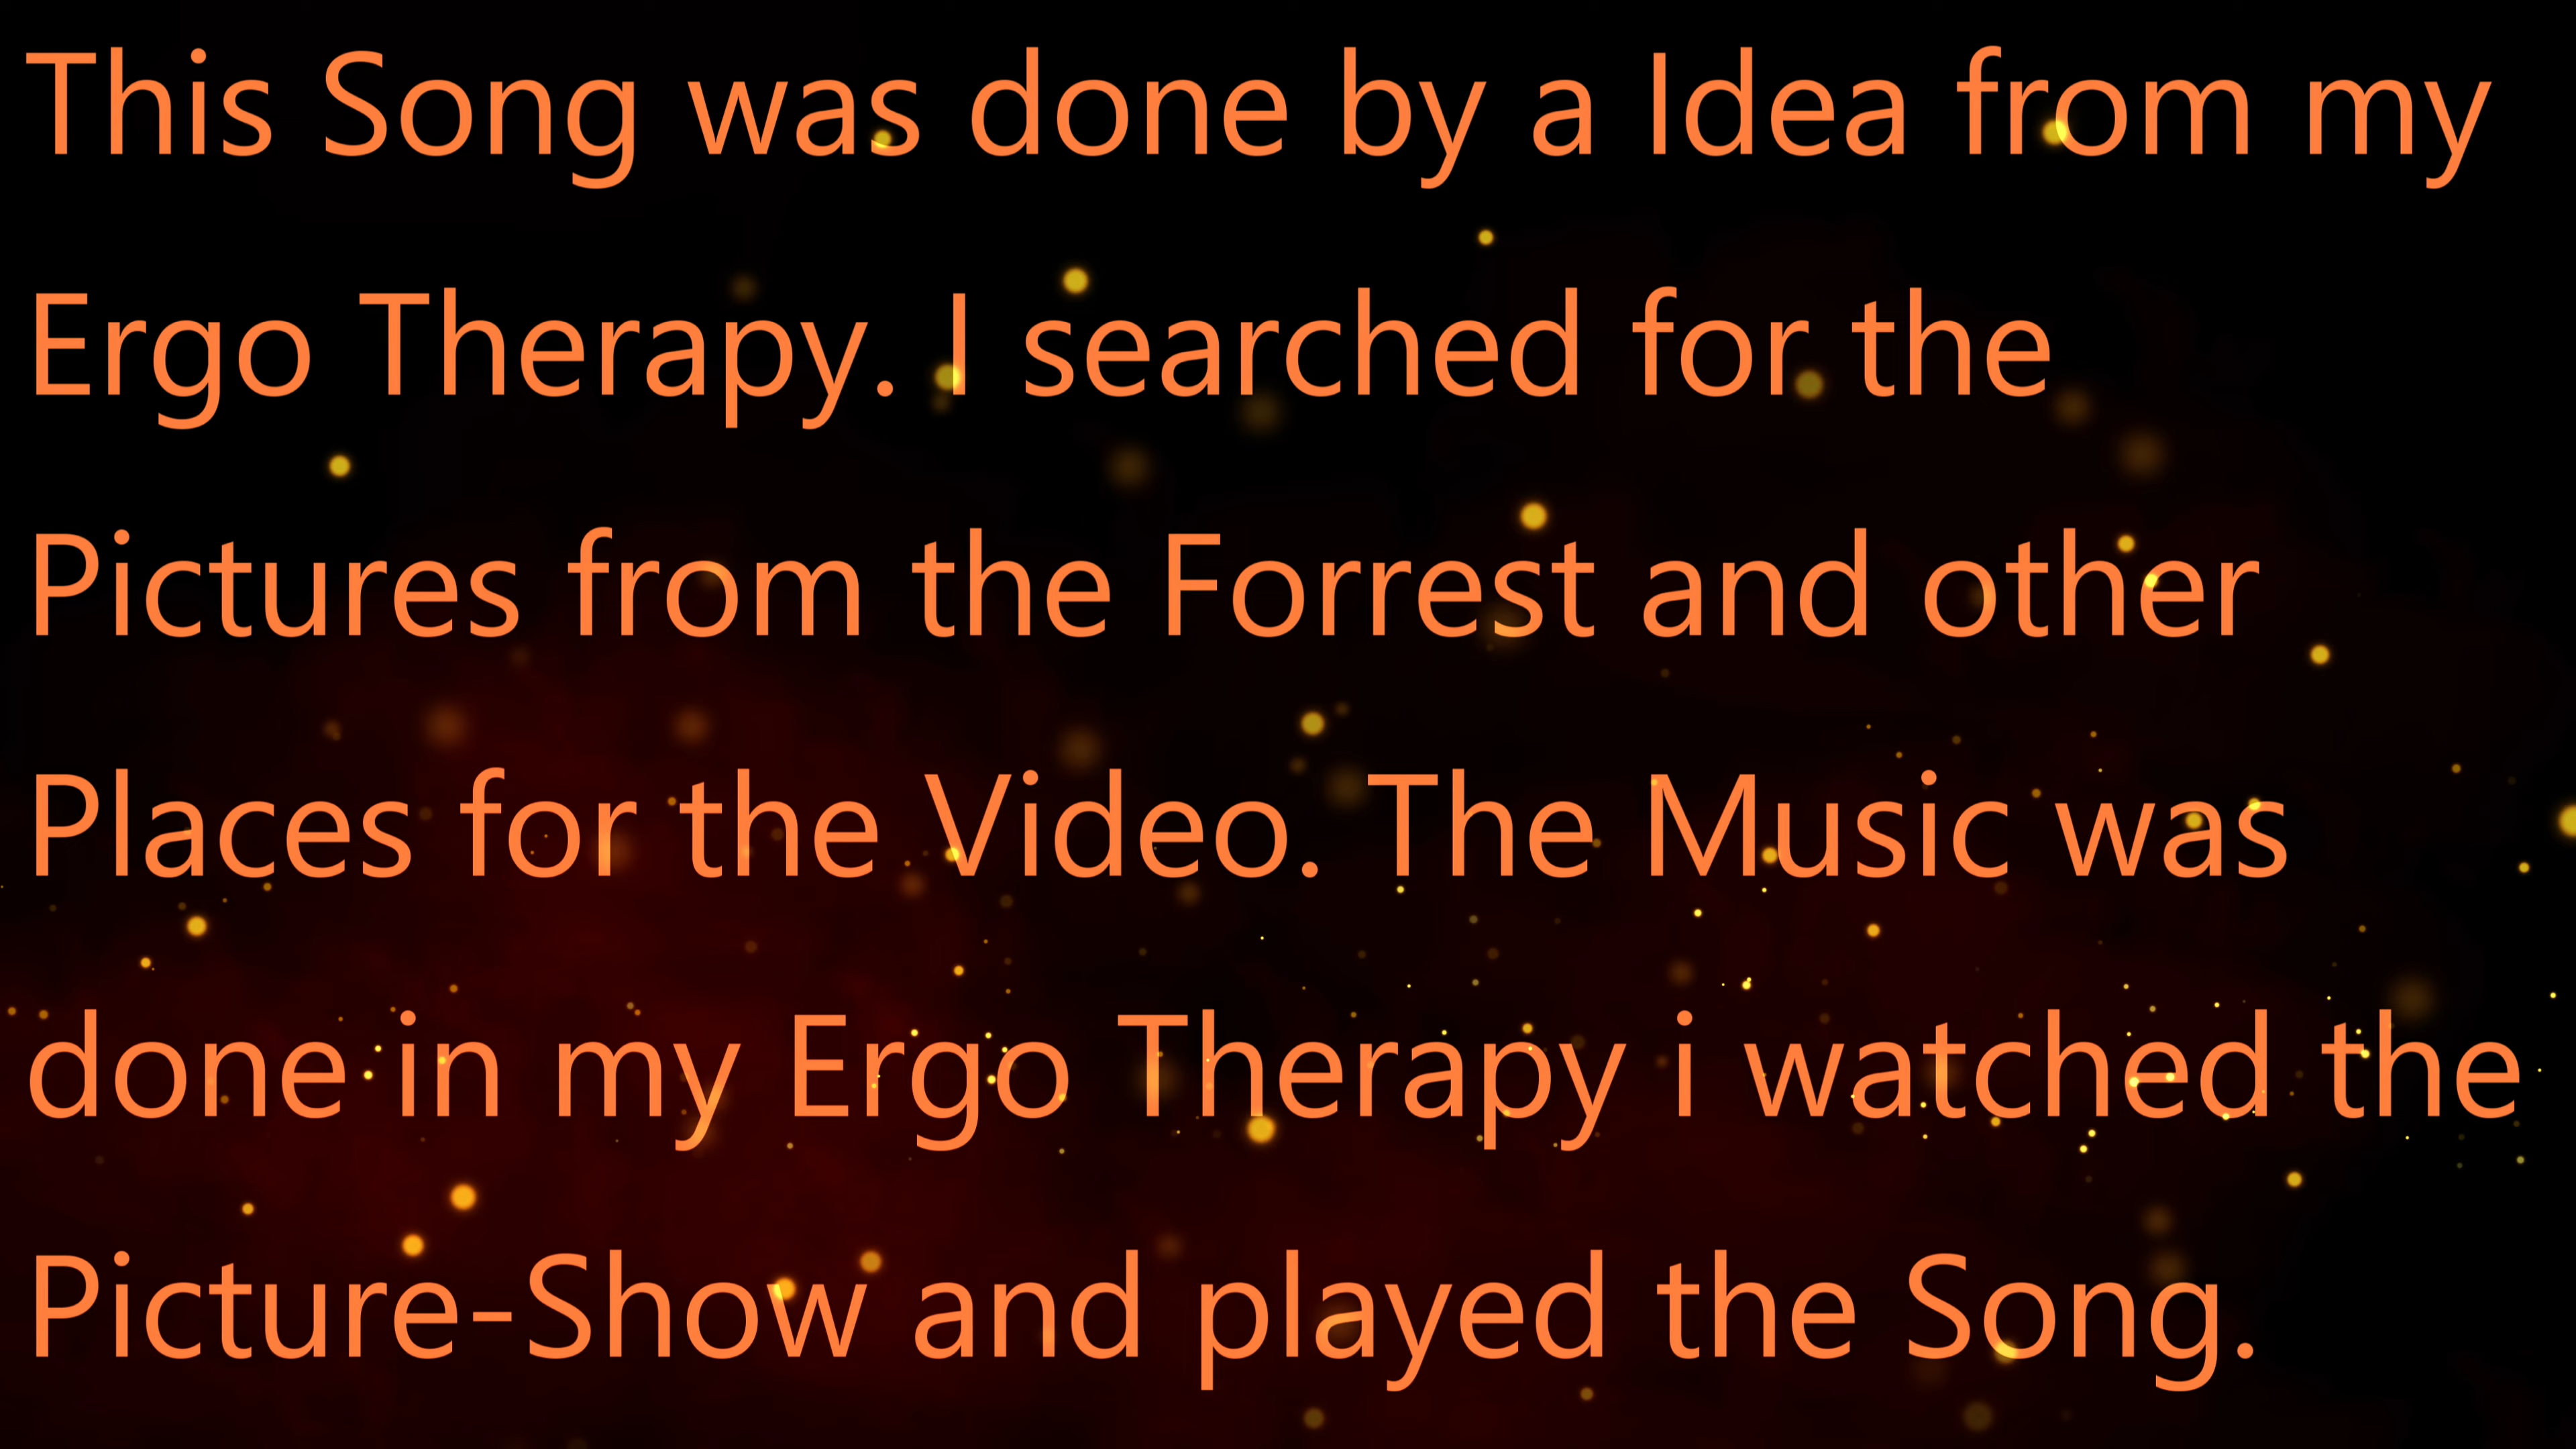 This Song was done by a Idea from my
Ergo Therapy. I searched for the
Pictures from the Forrest and other
Places for the Video. The Music was
done in my Ergo Therapy i watched the
Picture-Show and played the Song.